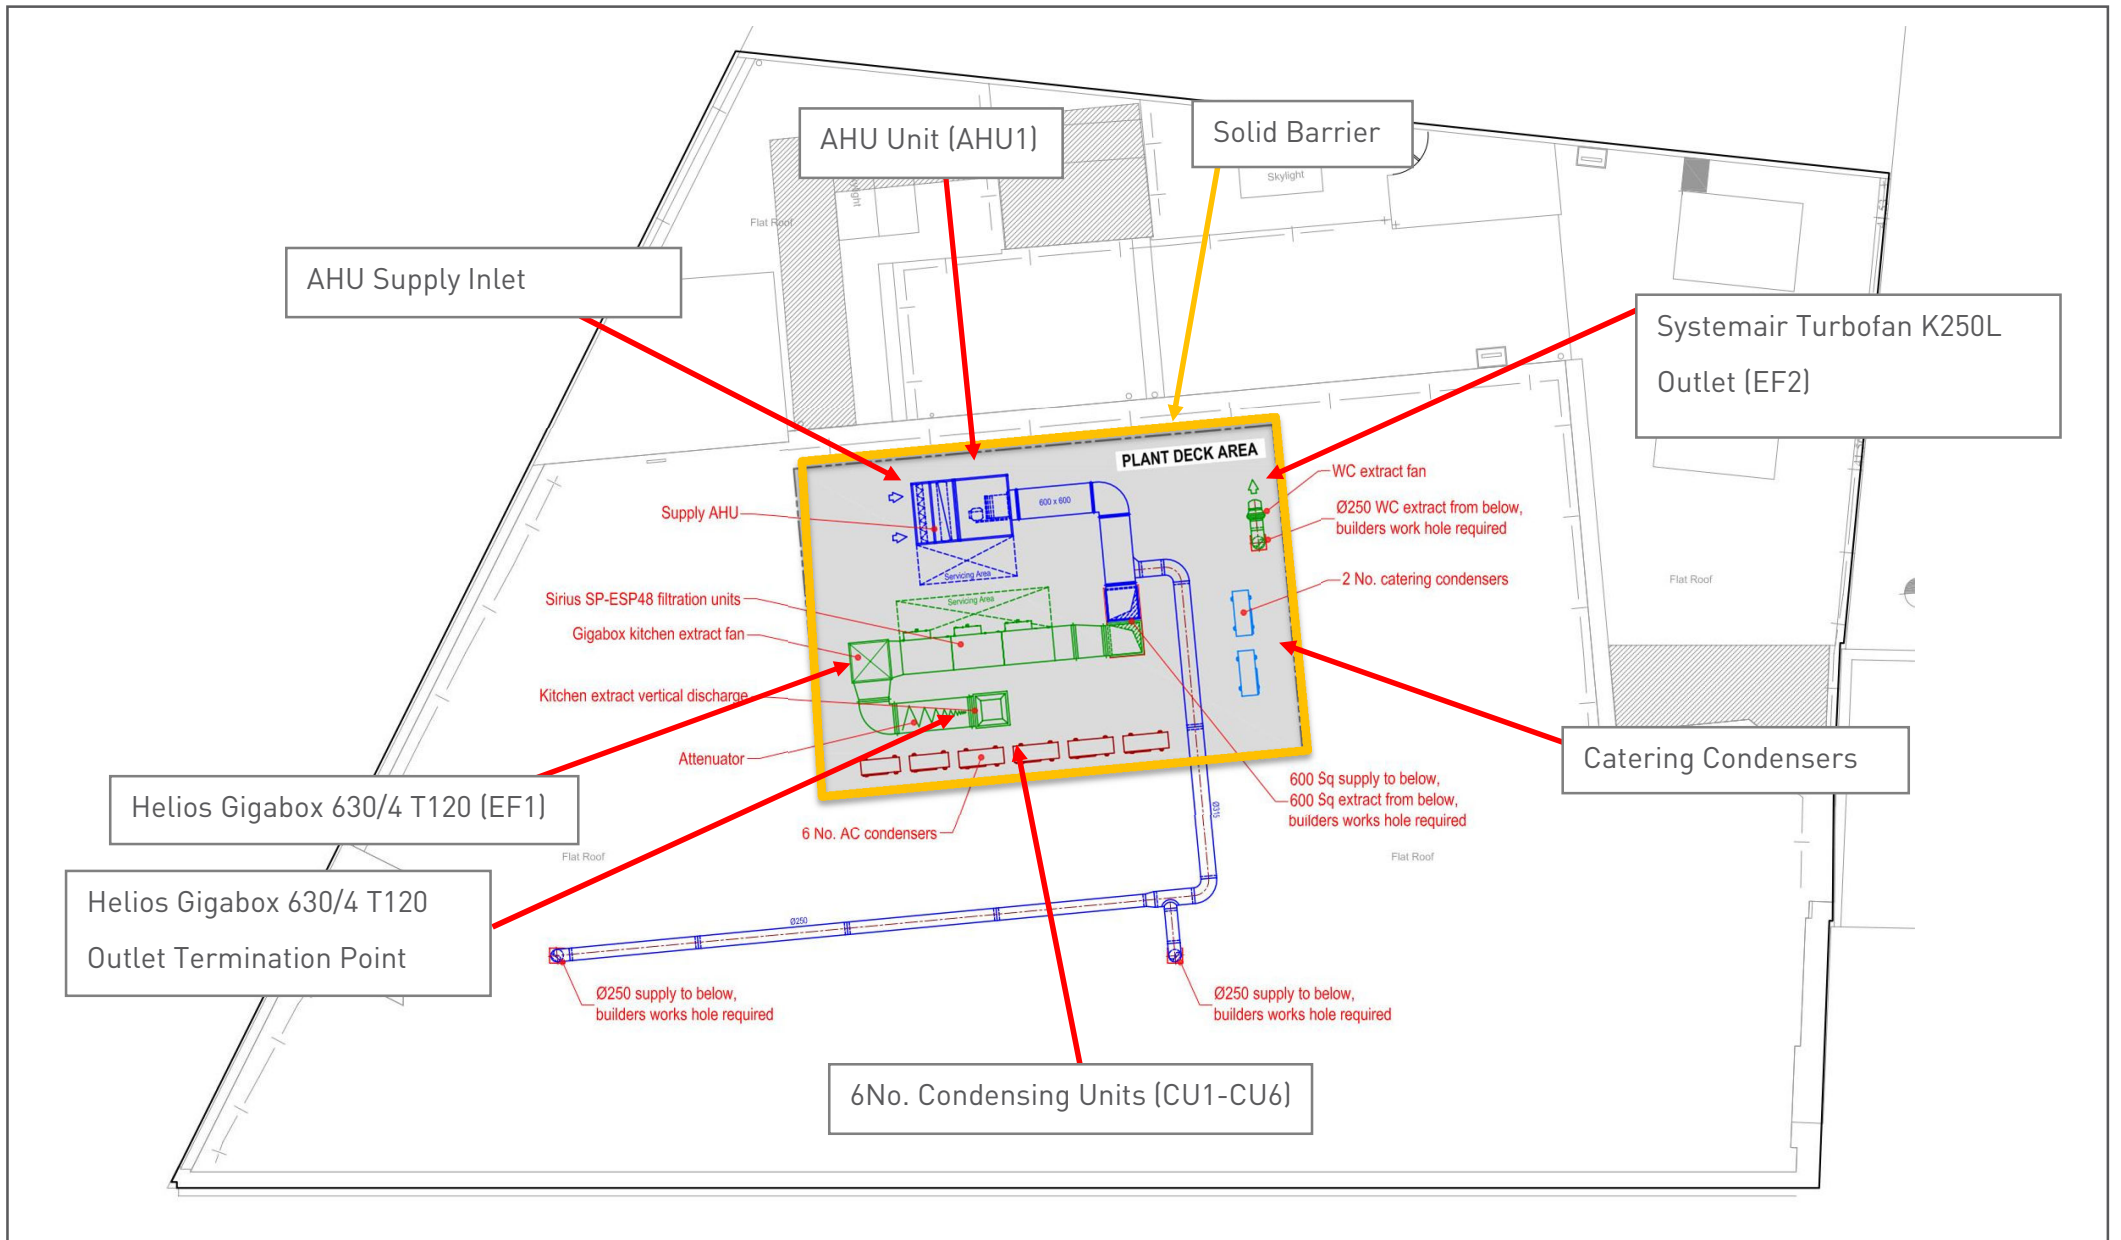 AHU Unit (AHU1)
Solid Barrier
Skylight
Flat Roof
AHU Supply Inlet
Systemair Turbofan K250L
Outlet (EF2)
PLANT DECK AREA
WC extract fan
600 x 600
Supply AHU
Ø250 WC extract from below,
builders work hole required
Servicing Area
2 No. catering condensers
Flat Roof
Sirius SP-ESP48 filtration units
Servicing Area
Gigabox kitchen extract fan
Kitchen extract vertical discharge
Attenuator
Catering Condensers
600 Sq supply to below,
600 Sq extract from below,
builders works hole required
Ø315
Helios Gigabox 630/4 T120 (EF1)
6 No. AC condensers
Flat Roof
Flat Roof
Helios Gigabox 630/4 T120
Outlet Termination Point
Ø250
Ø250 supply to below,
builders works hole required
Ø250 supply to below,
builders works hole required
6No. Condensing Units (CU1-CU6)